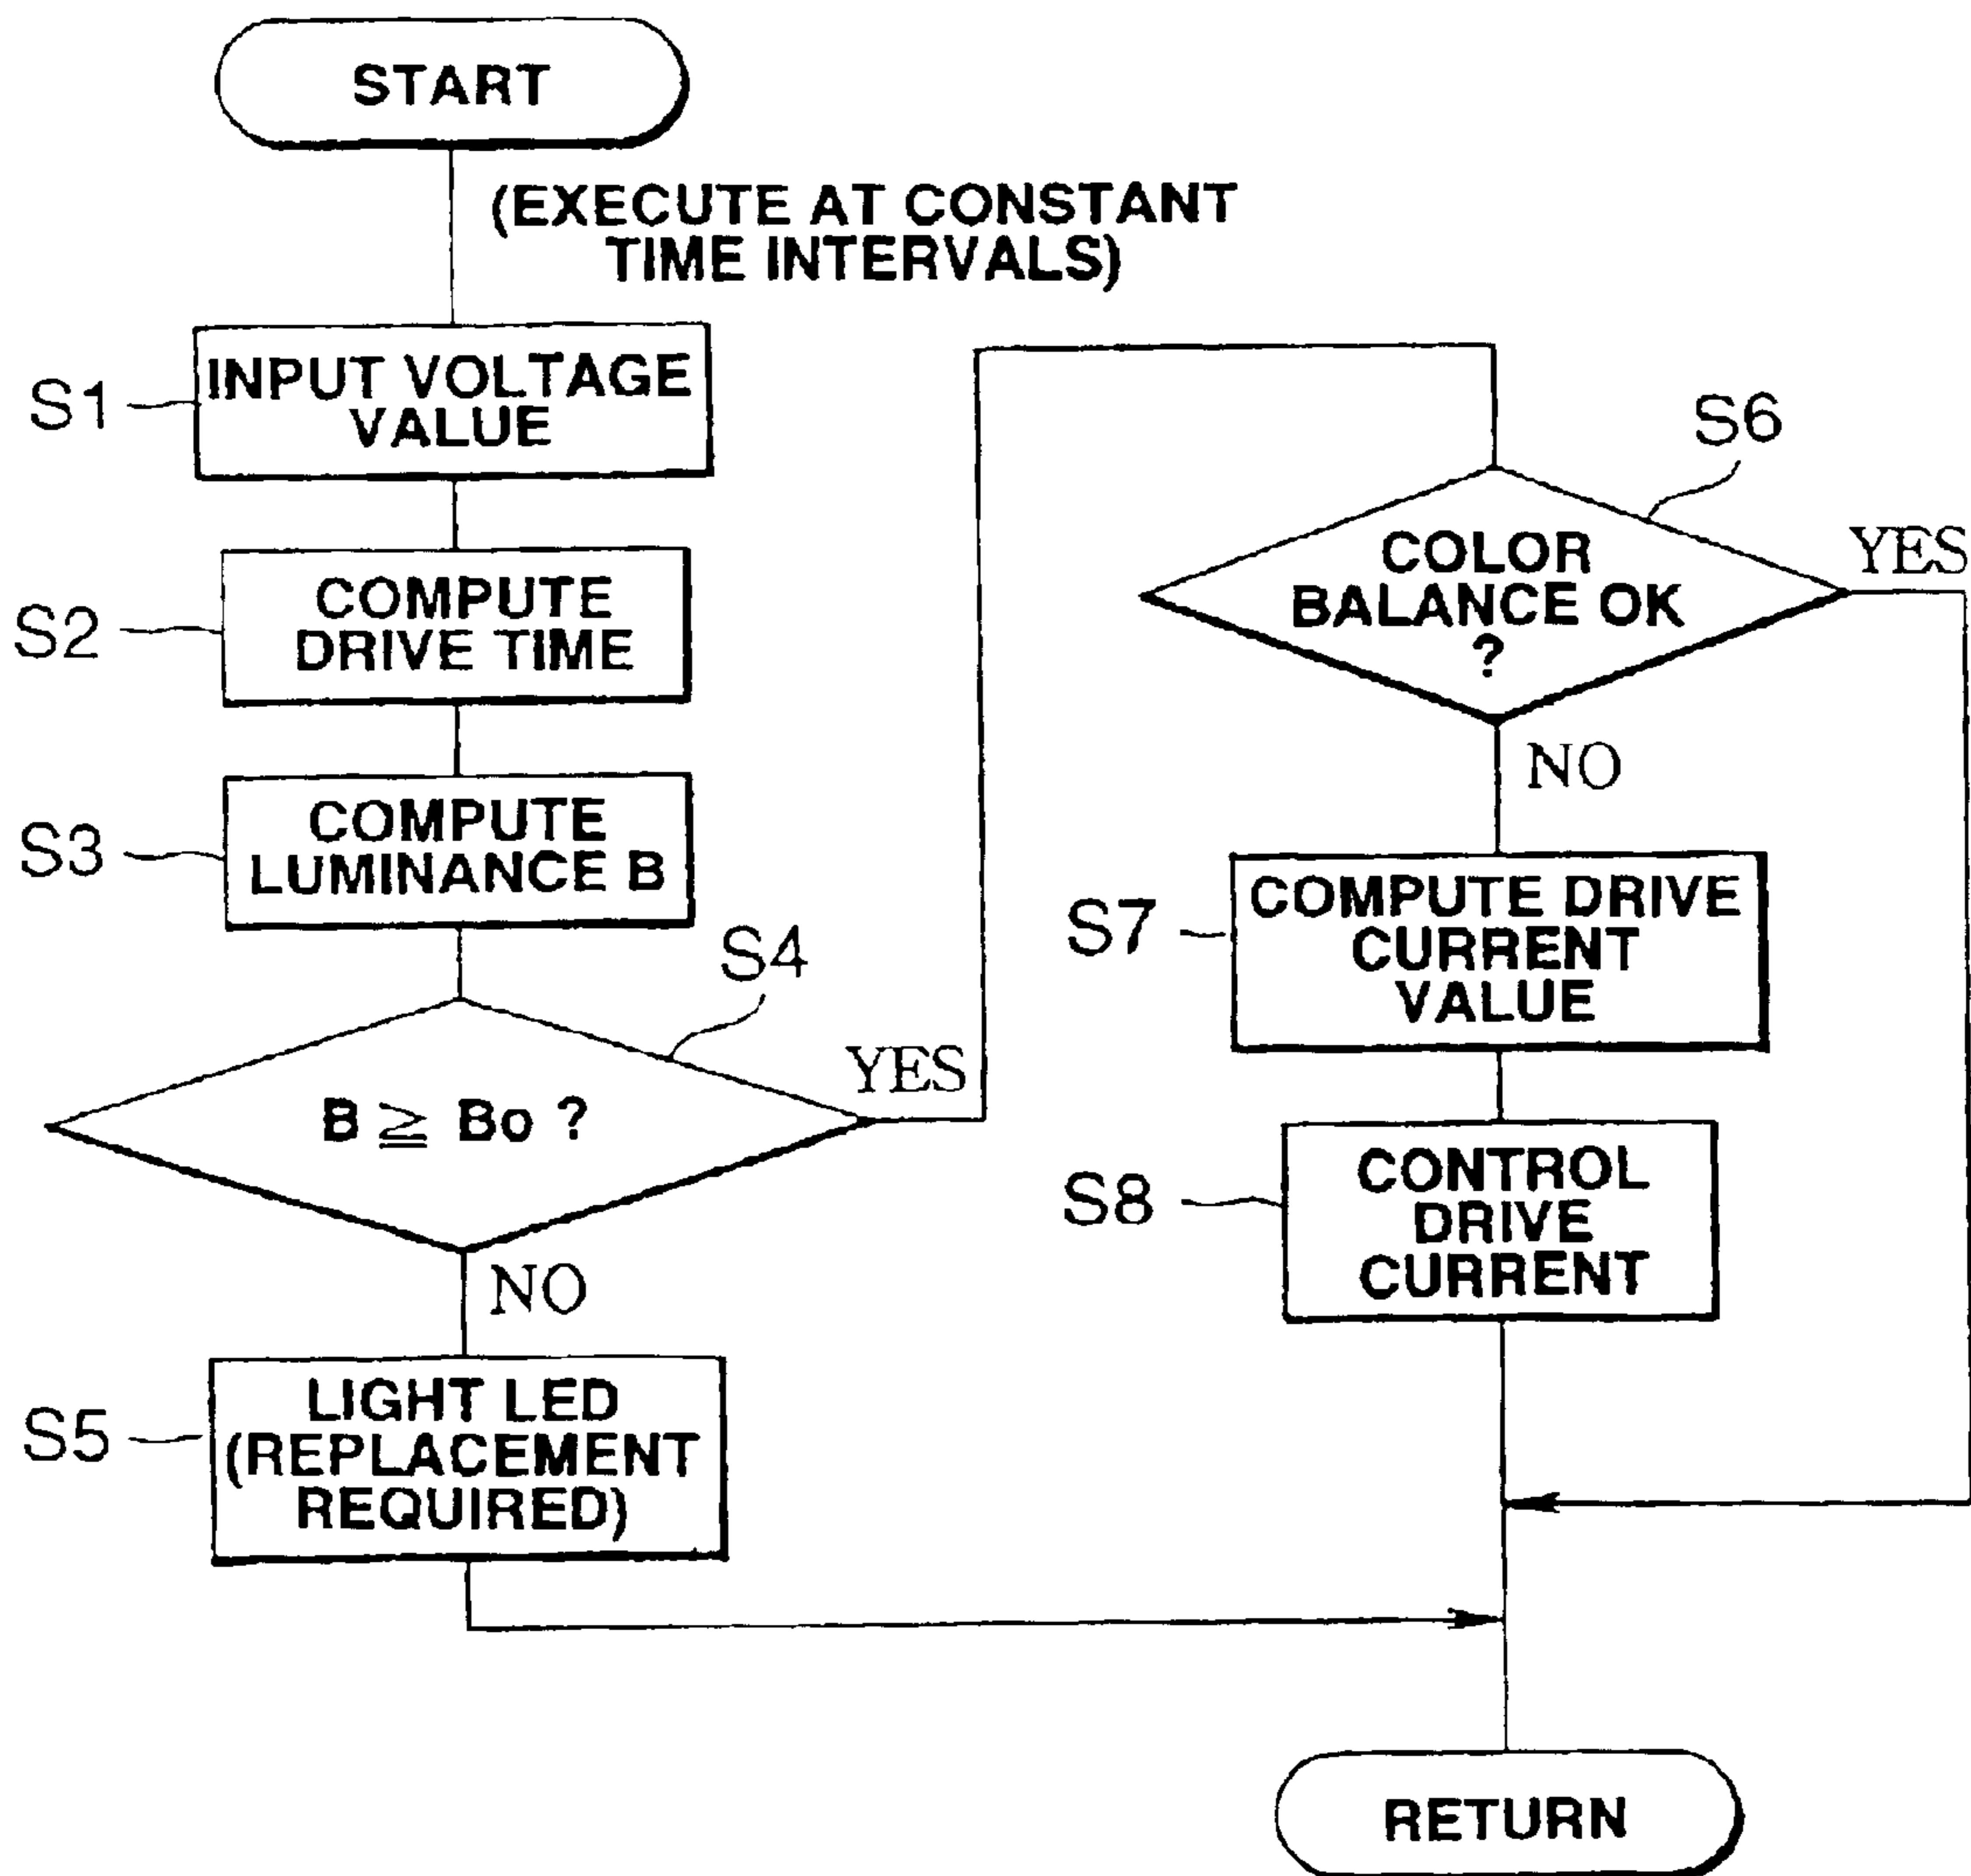 START
(EXECUTE AT CONSTANT
TIME INTERVALS)
S1
INPUT VOLTAGE
VALUE
S2
COMPUTE
DRIVE TIME
S3
COMPUTE
LUMINANCE B
S4
B ≧ Bo ?
YES
NO
S5
LIGHT LED
(REPLACEMENT
REQUIRED)
S6
COLOR
BALANCE OK
?
YES
NO
S7
COMPUTE DRIVE
CURRENT
VALUE
S8
CONTROL
DRIVE
CURRENT
RETURN